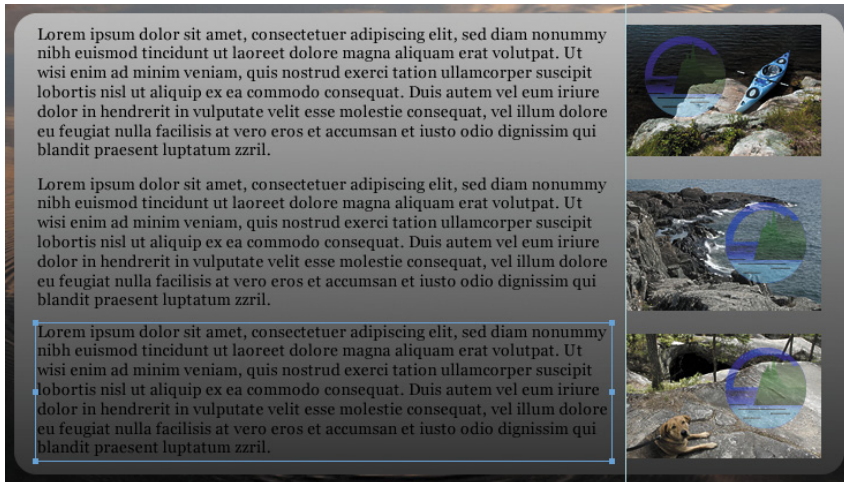 Lorem ipsum dolor sit amet, consectetuer adipiscing elit, sed diam nonummy
nibh euismod tincidunt ut laoreet dolore magna aliquam erat volutpat. Ut
wisi enim ad minim veniam, quis nostrud exerci tation ullamcorper suscipit
lobortis nisl ut aliquip ex ea commodo consequat. Duis autem vel eum iriure
dolor in hendrerit in vulputate velit esse molestie consequat, vel illum dolore
eu feugiat nulla facilisis at vero eros et accumsan et iusto odio dignissim qui
blandit praesent luptatum zzril.
Lorem ipsum dolor sit amet, consectetuer adipiscing elit, sed diam nonummy
nibh euismod tincidunt ut laoreet dolore magna aliquam erat volutpat. Ut
wisi enim ad minim veniam, quis nostrud exerci tation ullamcorper suscipit
lobortis nisl ut aliquip ex ea commodo consequat. Duis autem vel eum iriure
dolor in hendrerit in vulputate velit esse molestie consequat, vel illum dolore
eu feugiat nulla facilisis at vero eros et accumsan et iusto odio dignissim qui
blandit praesent luptatum zzril.
Lorem ipsum dolor sit amet, consectetuer adipiscing elit, sed diam nonummy
nibh euismod tincidunt ut laoreet dolore magna aliquam erat volutpat. Ut
wisi enim ad minim veniam, quis nostrud exerci tation ullamcorper suscipit
lobortis nisl ut aliquip ex ea commodo consequat. Duis autem vel eum iriure
dolor in hendrerit in vulputate velit esse molestie consequat, vel illum dolore
eu feugiat nulla facilisis at vero eros et accumsan et iusto odio dignissim qui
blandit praesent luptatum zzril.